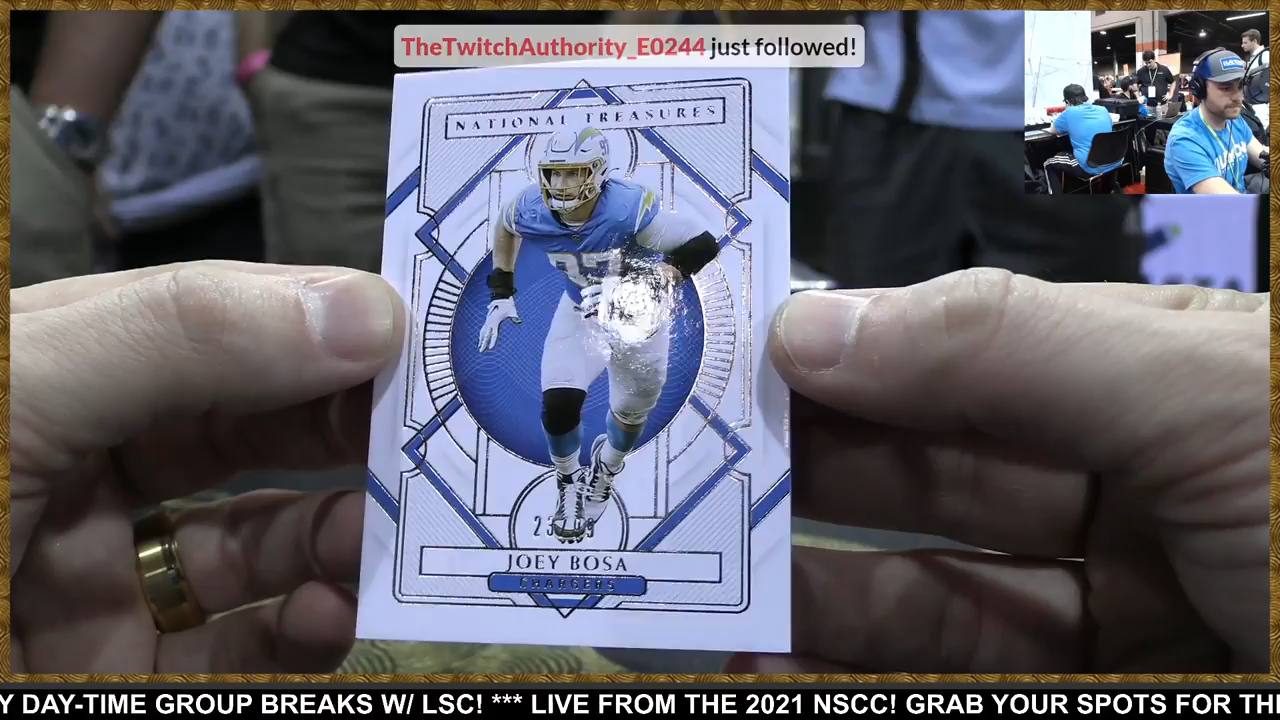 TheTwitchAuthority_E0244 just followed!
NATIONAL TREASURES
97
JOEY BOSA
CHARGERS
Y DAY-TIME GROUP BREAKS W/ LSC! *** LIVE FROM THE 2021 NSCC! GRAB YOUR SPOTS FOR TH